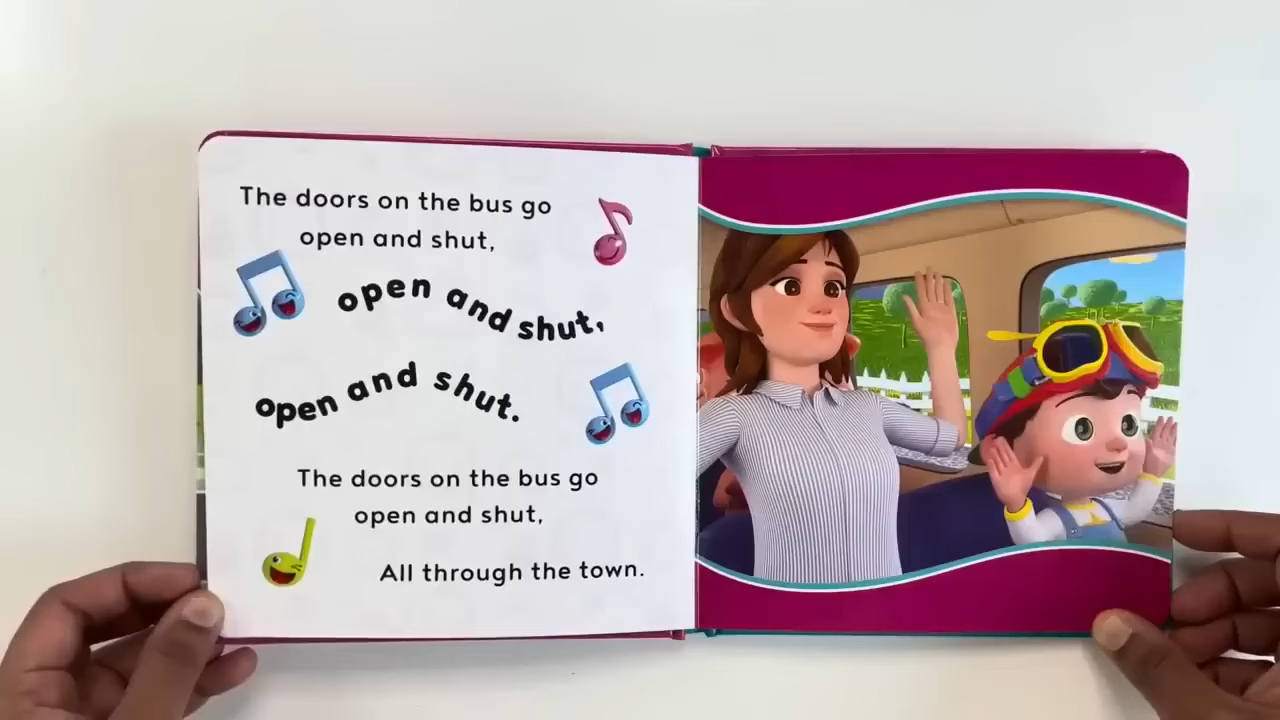 The doors on the bus go
open and shut,
open and shut,
open and shut.
The doors on the bus go
open and shut,
All through the town.